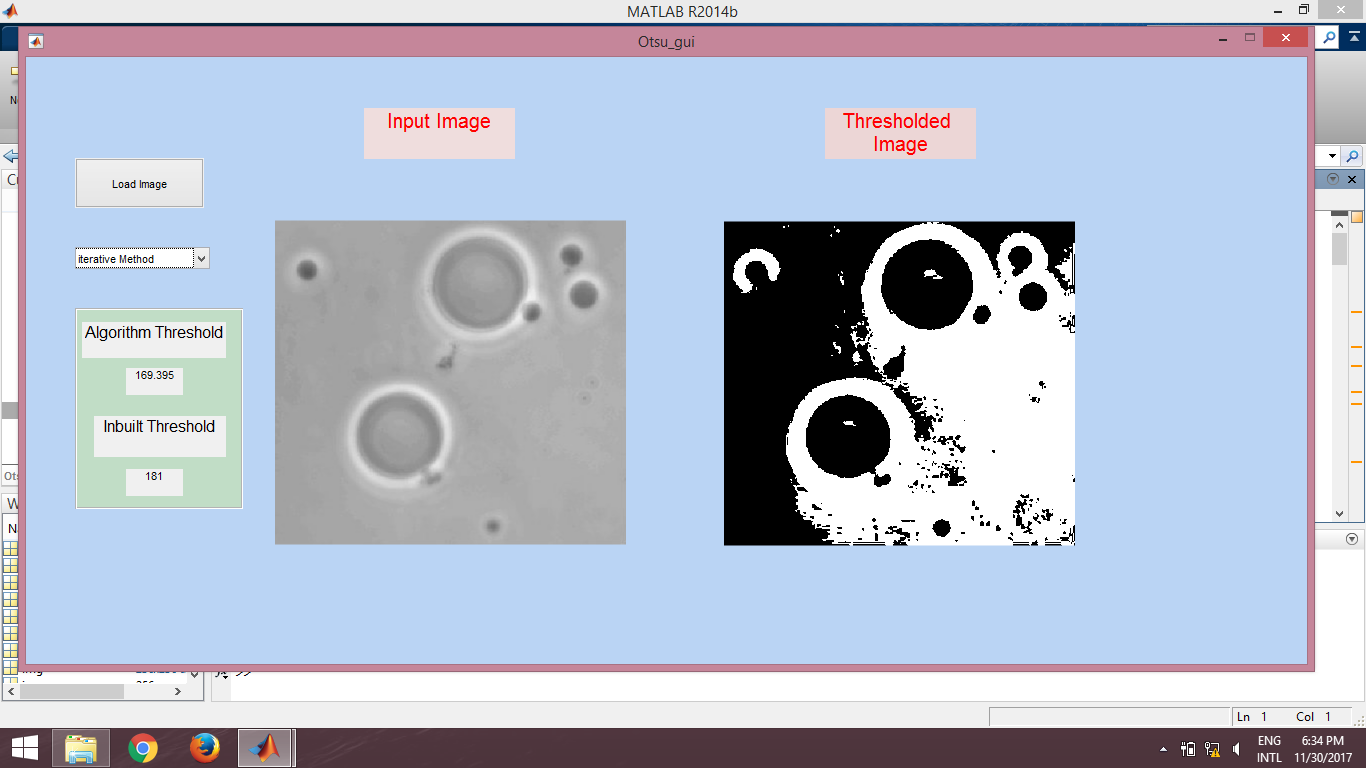 MATLAB R2014b
Otsu_gui
Input Image
Thresholded
Image
Load Image
iterative Method
Algorithm Threshold
169.395
Inbuilt Threshold
181
Ln 1 Col 1
ENG
INTL
6:34 PM
11/30/2017